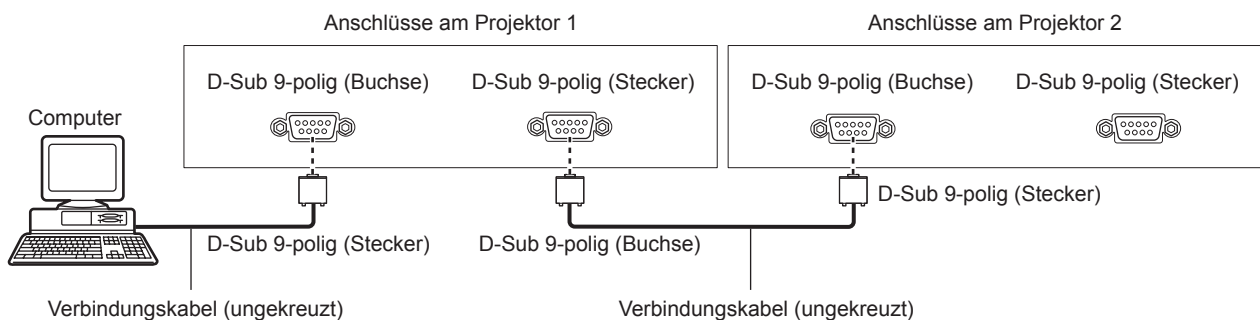 Anschlüsse am Projektor 1
Anschlüsse am Projektor 2
D-Sub 9-polig (Buchse)
D-Sub 9-polig (Stecker)
D-Sub 9-polig (Buchse)
D-Sub 9-polig (Stecker)
Computer
D-Sub 9-polig (Stecker)
D-Sub 9-polig (Stecker)
D-Sub 9-polig (Buchse)
Verbindungskabel (ungekreuzt)
Verbindungskabel (ungekreuzt)